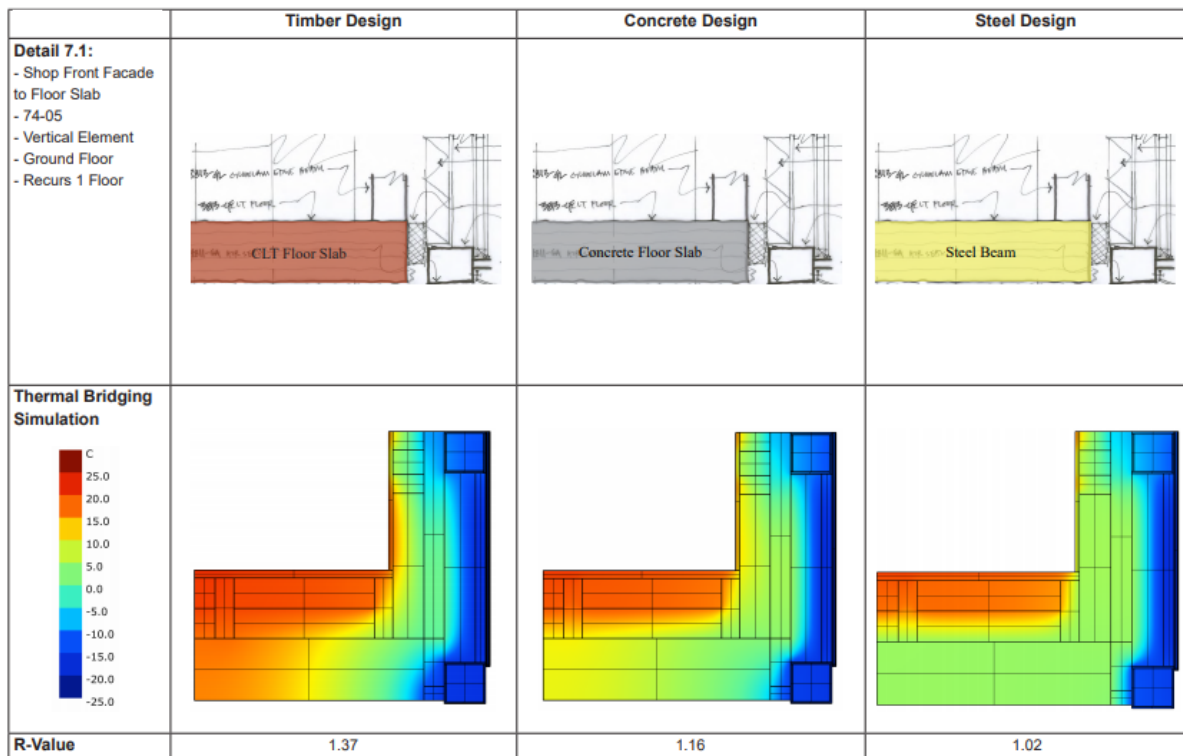 Timber Design
Concrete Design
Steel Design
Detail 7.1:
- Shop Front Facade
to Floor Slab
- 74-05
- Vertical Element
- Ground Floor
- Recurs 1 Floor
CLT Floor Slab
Concrete Floor Slab
Steel Beam
Thermal Bridging
Simulation
C
25.0
20.0
15.0
10.0
5.0
0.0
-5.0
-10.0
-15.0
-20.0
-25.0
R-Value
1.37
1.16
1.02